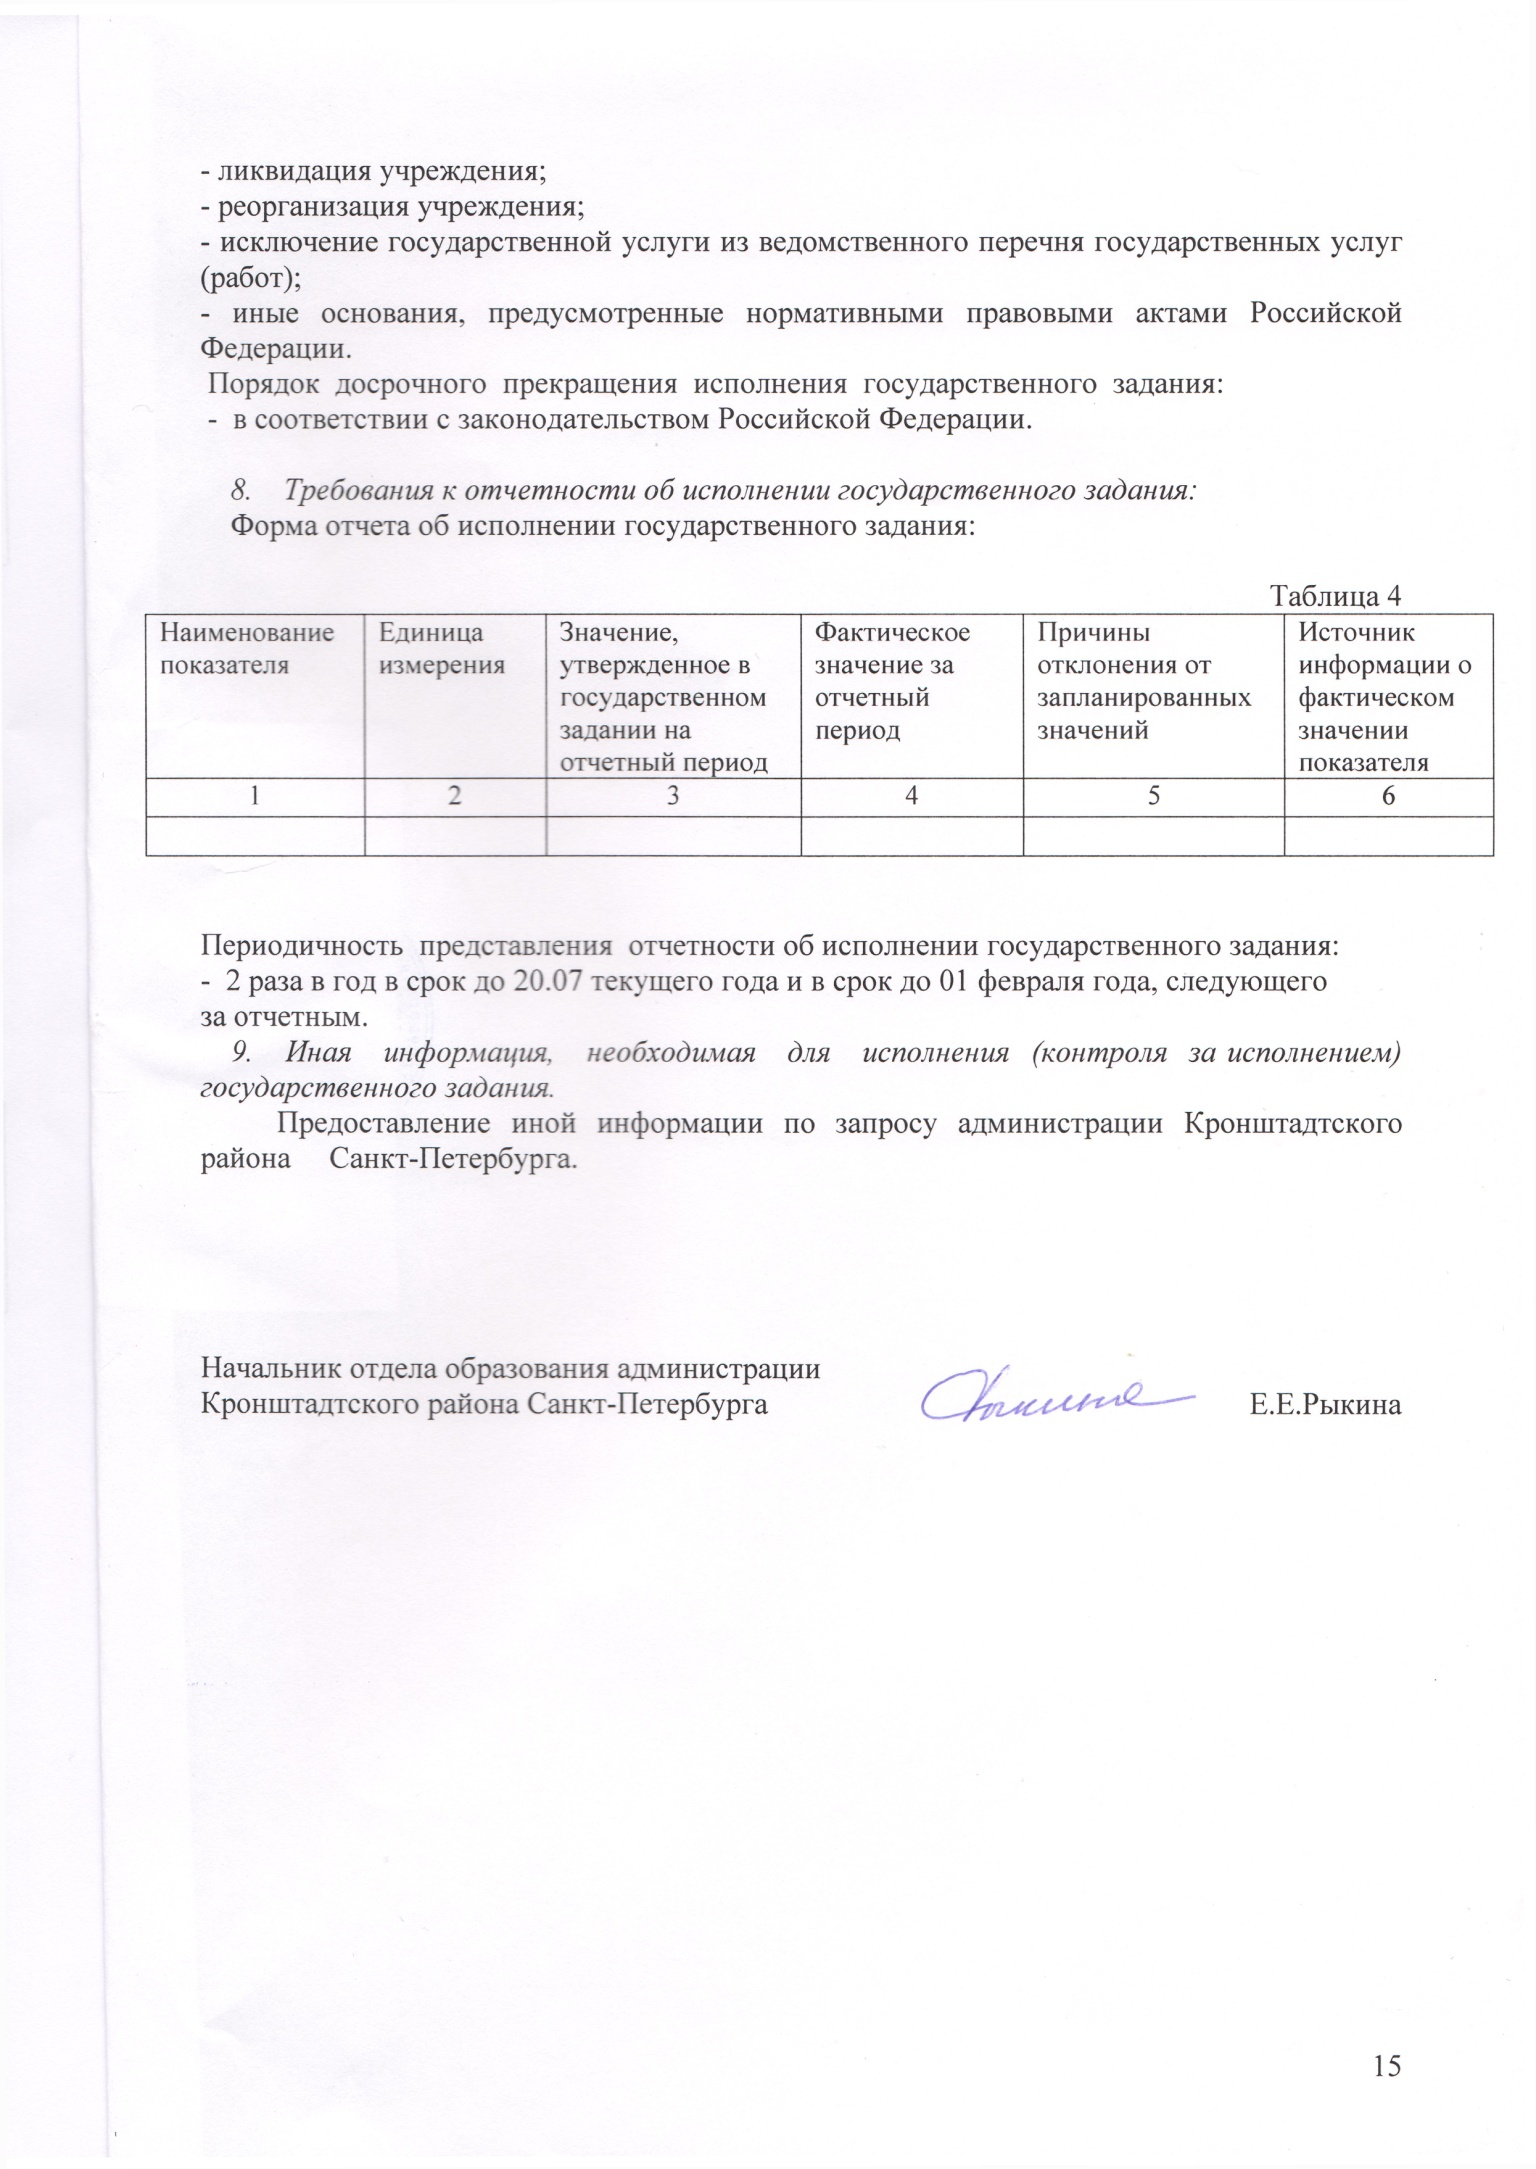 - ликвидация учреждения;
- реорганизация учреждения;
- исключение государственной услуги из ведомственного перечня государственных услуг
(работ);
- иные основания, предусмотренные нормативными правовыми актами Российской
Федерации.
Порядок досрочного прекращения исполнения государственного задания:
- в соответствии с законодательством Российской Федерации.
8. Требования к отчетности об исполнении государственного задания:
Форма отчета об исполнении государственного задания:
Таблица 4
Наименование
показателя
Единица
измерения
Значение,
утвержденное в
государственном
задании на
отчетный период
Фактическое
значение за
отчетный
период
Причины
отклонения от
запланированных
значений
Источник
информации о
фактическом
значении
показателя
1 2 3 4 5 6
Периодичность представления отчетности об исполнении государственного задания:
- 2 раза в год в срок до 20.07 текущего года и в срок до 01 февраля года, следующего
за отчетным.
9. Иная информация, необходимая для исполнения (контроля за исполнением)
государственного задания.
Предоставление иной информации по запросу администрации Кронштадтского
района Санкт-Петербурга.
Начальник отдела образования администрации
Кронштадтского района Санкт-Петербурга Е.Е.Рыкина
15